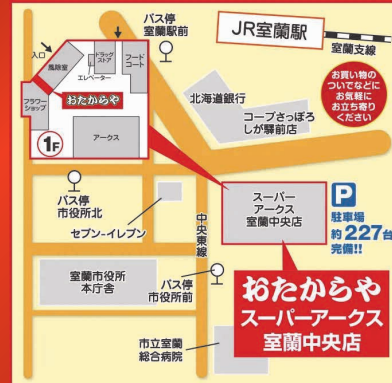 バス停
室蘭駅前
JR室蘭駅
室蘭支線
入口
風除室
ドラッグ
ストア
フード
コート
エレベーター
フラワー
ショップ
おたからや
1F
アークス
北海道銀行
コープさっぽろ
しが驛前店
お買い物の
ついでなどに
お気軽に
お立ち寄り
ください
バス停
市役所北
セブン-イレブン
中央東線
スーパー
アークス
室蘭中央店
P
駐車場
約227台
完備!!
室蘭市役所
本庁舎
バス停
市役所前
おたからや
スーパーアークス
室蘭中央店
市立室蘭
総合病院